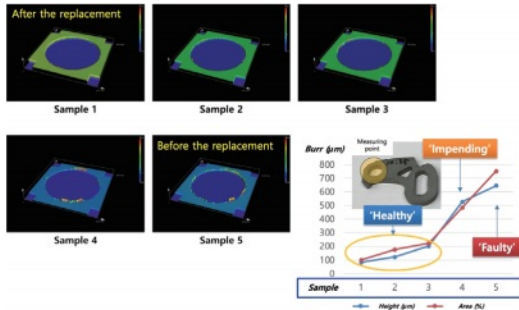 After the replacement
Sample 1
Sample 2
Sample 3
Before the replacement
Sample 4
Sample 5
Burr (μm)
Measuring
point
'Impending'
'Healthy'
'Faulty'
800
700
600
500
400
300
200
100
0
Sample 1 2 3 4 5
Height (μm) Area (%)